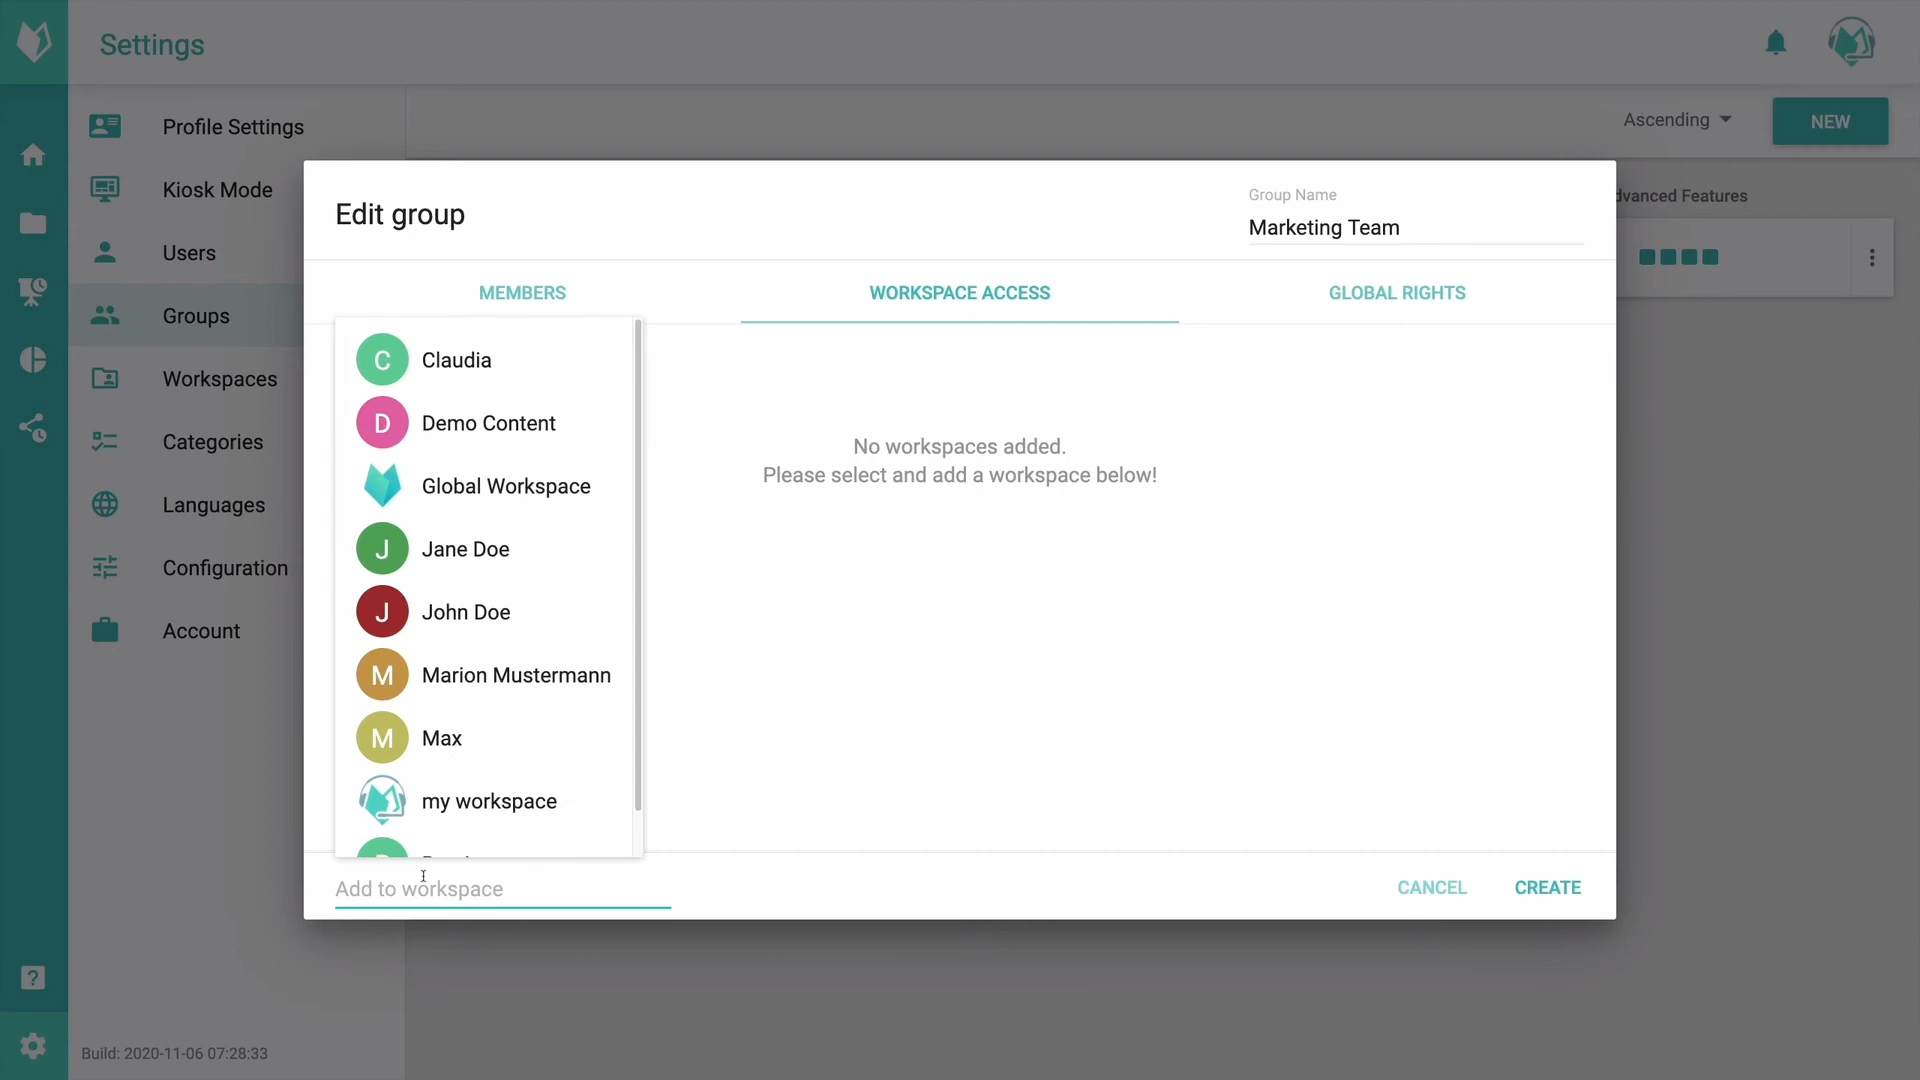 Settings
Profile Settings
Kiosk Mode
Users
Groups
Workspaces
Categories
Languages
Configuration
Account
Build: 2020-11-06 07:28:33
Ascending
NEW
dvanced Features
Edit group
Group Name
Marketing Team
MEMBERS
WORKSPACE ACCESS
GLOBAL RIGHTS
C Claudia
D Demo Content
Global Workspace
J Jane Doe
J John Doe
M Marion Mustermann
M Max
my workspace
No workspaces added.
Please select and add a workspace below!
Add to workspace
CANCEL
CREATE
?